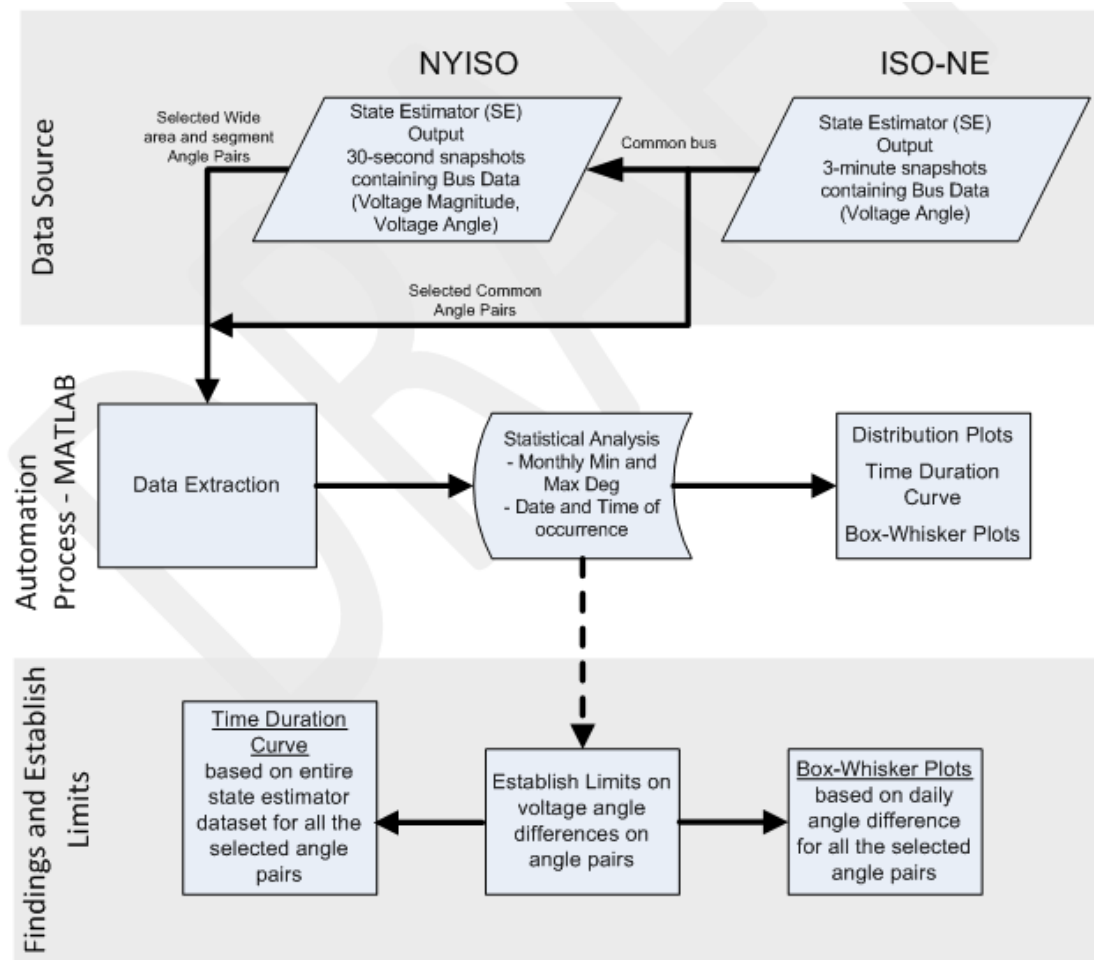 NYISO
ISO-NE
Data Source
Selected Wide
area and segment
Angle Pairs
State Estimator (SE)
Output
30-second snapshots
containing Bus Data
(Voltage Magnitude,
Voltage Angle)
Common bus
State Estimator (SE)
Output
3-minute snapshots
containing Bus Data
(Voltage Angle)
Selected Common
Angle Pairs
Automation
Process - MATLAB
Data Extraction
Statistical Analysis
- Monthly Min and
Max Deg
- Date and Time of
occurrence
Distribution Plots
Time Duration
Curve
Box-Whisker Plots
Findings and Establish
Limits
Time Duration
Curve
based on entire
state estimator
dataset for all the
selected angle
pairs
Establish Limits on
voltage angle
differences on
angle pairs
Box-Whisker Plots
based on daily
angle difference
for all the selected
angle pairs
DRAFT